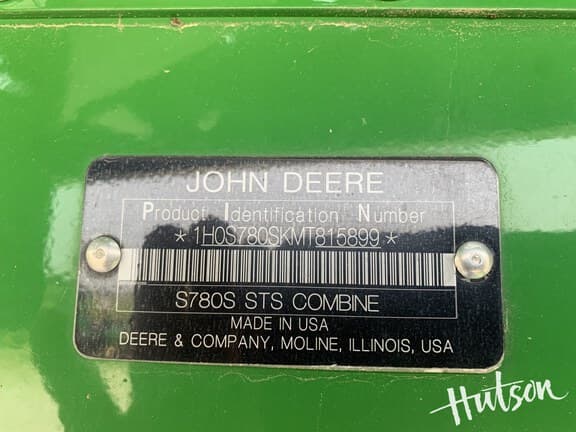 JOHN DEERE
Product Identification Number
*1H0S780SKMT815899*
S780S STS COMBINE
MADE IN USA
DEERE & COMPANY, MOLINE, ILLINOIS, USA
Hutson